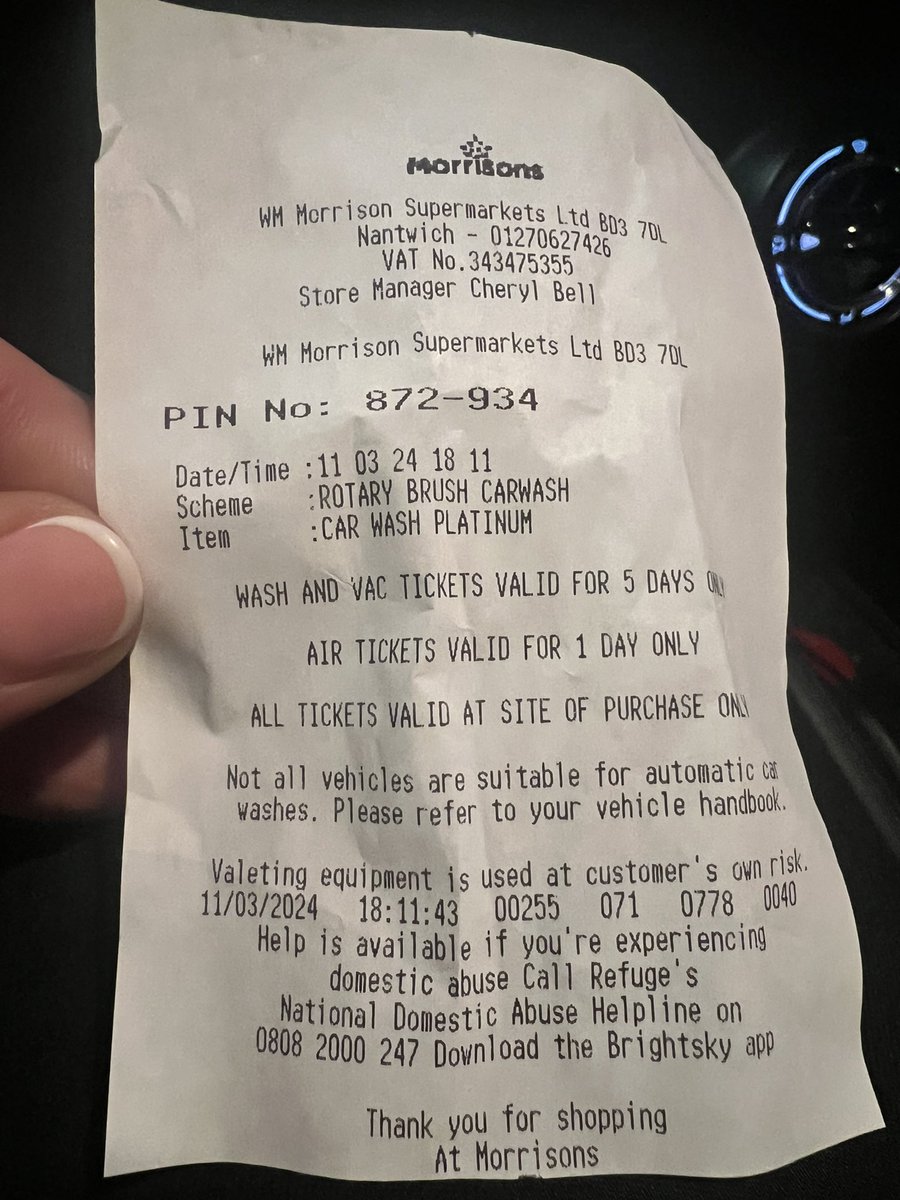 Morrisons
WM Morrison Supermarkets Ltd BD3 7DL
Nantwich - 01270627426
VAT No.343475355
Store Manager Cheryl Bell
WM Morrison Supermarkets Ltd BD3 7DL
PIN No: 872-934
Date/Time :11 03 24 18 11
Scheme :ROTARY BRUSH CARWASH
Item :CAR WASH PLATINUM
WASH AND VAC TICKETS VALID FOR 5 DAYS ONLY
AIR TICKETS VALID FOR 1 DAY ONLY
ALL TICKETS VALID AT SITE OF PURCHASE ONLY
Not all vehicles are suitable for automatic car
washes. Please refer to your vehicle handbook.
Valeting equipment is used at customer's own risk.
11/03/2024 18:11:43 00255 071 0778 0040
Help is available if you're experiencing
domestic abuse Call Refuge's
National Domestic Abuse Helpline on
0808 2000 247 Download the Brightsky app
Thank you for shopping
At Morrisons